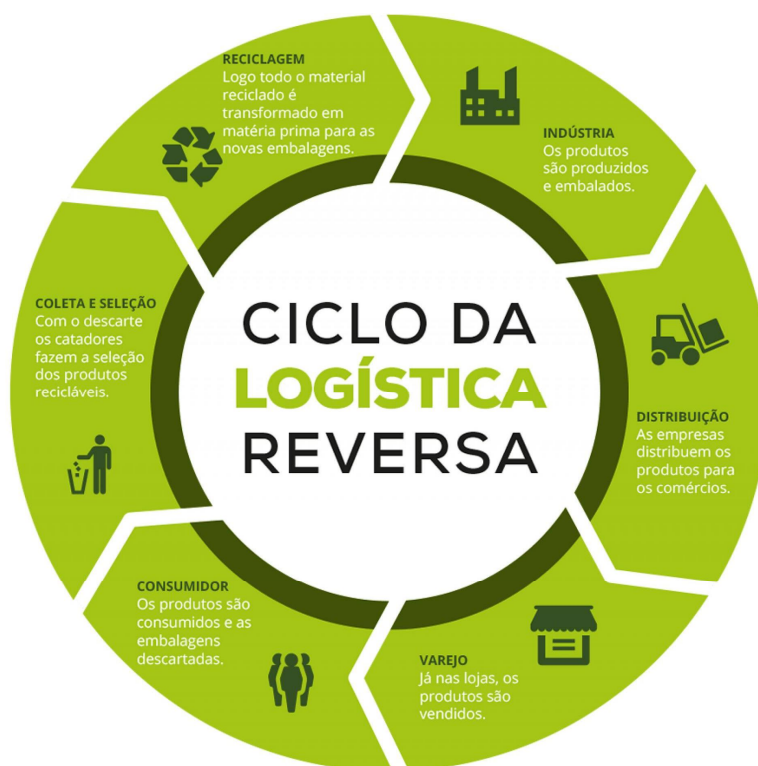 CICLO DA
LOGÍSTICA
REVERSA
INDÚSTRIA
Os produtos
são produzidos
e embalados.
DISTRIBUIÇÃO
As empresas
distribuem os
produtos para
os comércios.
VAREJO
Já nas lojas, os
produtos são
vendidos.
CONSUMIDOR
Os produtos são
consumidos e as
embalagens
descartadas.
COLETA E SELEÇÃO
Com o descarte
os catadores
fazem a seleção
dos produtos
recicláveis.
RECICLAGEM
Logo todo o material
reciclado é
transformado em
matéria prima para as
novas embalagens.